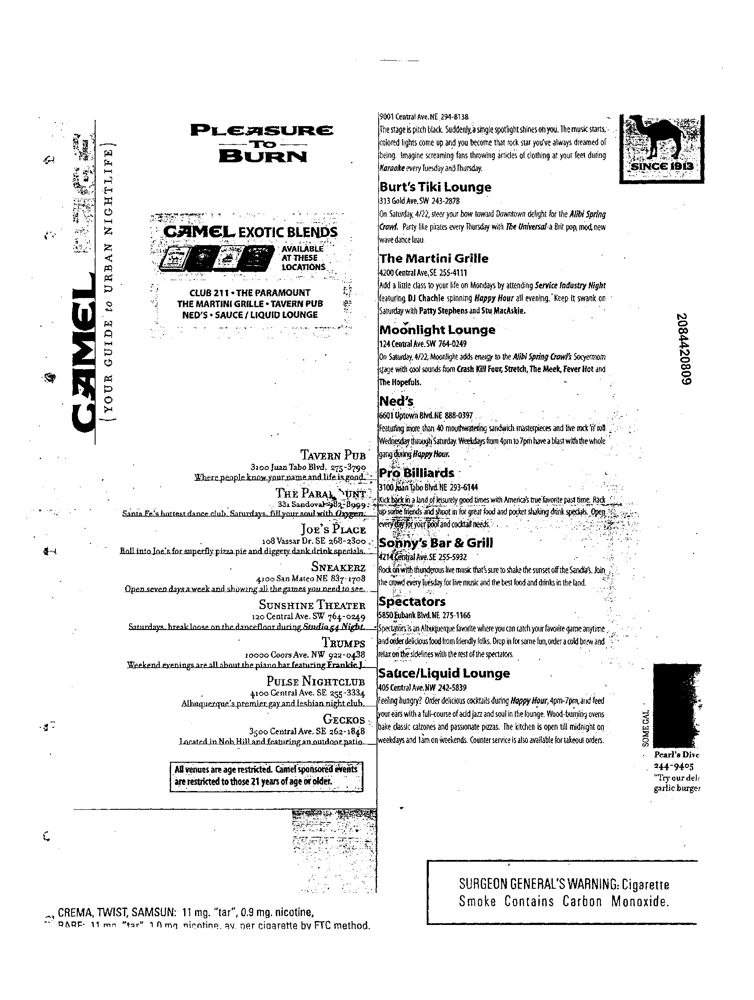 CAMEL
(YOUR GUIDE to URBAN NIGHTLIFE)
PLEASURE
TO
BURN
CAMEL EXOTIC BLENDS
AVAILABLE
AT THESE
LOCATIONS
CLUB 211 • THE PARAMOUNT
THE MARTINI GRILLE • TAVERN PUB
NED'S • SAUCE / LIQUID LOUNGE
TAVERN PUB
3100 Juan Tabo Blvd. 275-3790
Where people know your name and life is good.
THE PARAMOUNT
331 Sandoval 982-8999
Santa Fe's hottest dance club. Saturdays, fill your soul with Oxygen.
JOE'S PLACE
108 Vassar Dr. SE 268-2300
Roll into Joe's for superfly pizza pie and diggety dank drink specials.
SNEAKERZ
4100 San Mateo NE 837-1708
Open seven days a week and showing all the games you need to see.
SUNSHINE THEATER
120 Central Ave. SW 764-0249
Saturdays, break loose on the dancefloor during Studio 54 Night.
TRUMPS
10000 Coors Ave. NW 922-0438
Weekend evenings are all about the piano bar featuring Frankie J.
PULSE NIGHTCLUB
4100 Central Ave. SE 255-3334
Albuquerque's premier gay and lesbian night club.
GECKOS
3500 Central Ave. SE 262-1848
Located in Nob Hill and featuring an outdoor patio.
All venues are age restricted. Camel sponsored events
are restricted to those 21 years of age or older.
9001 Central Ave. NE 294-8138
The stage is pitch black. Suddenly, a single spotlight shines on you. The music starts,
colored lights come up and you become that rock star you've always dreamed of
being. Imagine screaming fans throwing articles of clothing at your feet during
Karaoke every Tuesday and Thursday.
Burt's Tiki Lounge
313 Gold Ave. SW 243-2878
On Saturday, 4/22, steer your bow toward Downtown delight for the Alibi Spring
Crawl. Party like pirates every Thursday with The Universal-a Brit pop, mod, new
wave dance leau
The Martini Grille
4200 Central Ave, SE 255-4111
Add a little class to your life on Mondays by attending Service Industry Night
featuring DJ Chachie spinning Happy Hour all evening. Keep it swank on
Saturday with Patty Stephens and Stu MacAskie.
Moonlight Lounge
124 Central Ave. SW 764-0249
On Saturday, 4/22, Moonlight adds energy to the Alibi Spring Crawl's Socyermom
stage with cool sounds from Crash Kill Four, Stretch, The Meek, Fever Hot and
The Hopefuls.
Ned's
6601 Uptown Blvd. NE 888-0397
Featuring more than 40 mouthwatering sandwich masterpieces and live rock 'n' roll
Wednesday through Saturday. Weekdays from 4pm to 7pm have a blast with the whole
gang during Happy Hour.
Pro Billiards
3100 Juan Tabo Blvd. NE 293-6144
Kick back in a land of leisurely good times with America's true favorite past time. Rack
up some friends and shoot in for great food and pocket shaking drink specials. Open
every day for your pool and cocktail needs.
Sonny's Bar & Grill
4214 Central Ave. SE 255-5932
Rock on with thunderous live music that's sure to shake the sunset off the Sandia's. Join
the crowd every Tuesday for live music and the best food and drinks in the land.
Spectators
5850 Eubank Blvd. NE 275-1166
Spectators is an Albuquerque favorite where you can catch your favorite game anytime
and order delicious food from friendly folks. Drop in for some fun, order a cold brew and
relax on the sidelines with the rest of the spectators.
Sauce/Liquid Lounge
405 Central Ave. NW 242-5839
Feeling hungry? Order delicious cocktails during Happy Hour, 4pm-7pm, and feed
your ears with a full-course of acid jazz and soul in the lounge. Wood-burning ovens
bake classic calzones and passionate pizzas. The kitchen is open till midnight on
weekdays and 1am on weekends. Counter service is also available for takeout orders.
SINCE 1913
2084420809
SOME GAL
Pearl's Dive
244-9405
"Try our deli
garlic burger
SURGEON GENERAL'S WARNING: Cigarette
Smoke Contains Carbon Monoxide.
CREMA, TWIST, SAMSUN: 11 mg. "tar", 0.9 mg. nicotine,
RARE: 11 mg. "tar", 1.0 mg. nicotine, av. per cigarette by FTC method.